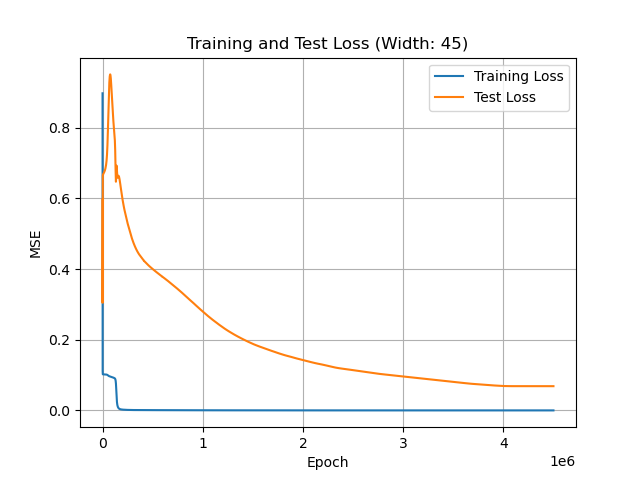 Training and Test Loss (Width: 45)
Training Loss
Test Loss
MSE
0.8
0.6
0.4
0.2
0.0
0 1 2 3 4
1e6
Epoch